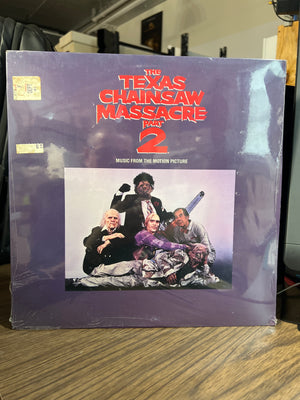 THE
TEXAS
CHAINSAW
MASSACRE
PART
2
MUSIC FROM THE MOTION PICTURE